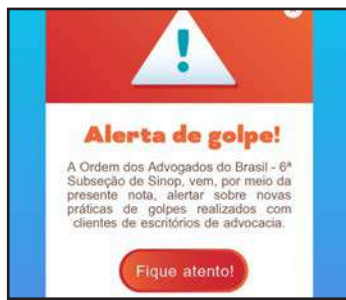 !
Alerta de golpe!
A Ordem dos Advogados do Brasil - 6ª
Subseção de Sinop, vem, por meio da
presente nota, alertar sobre novas
práticas de golpes realizados com
clientes de escritórios de advocacia.
Fique atento!